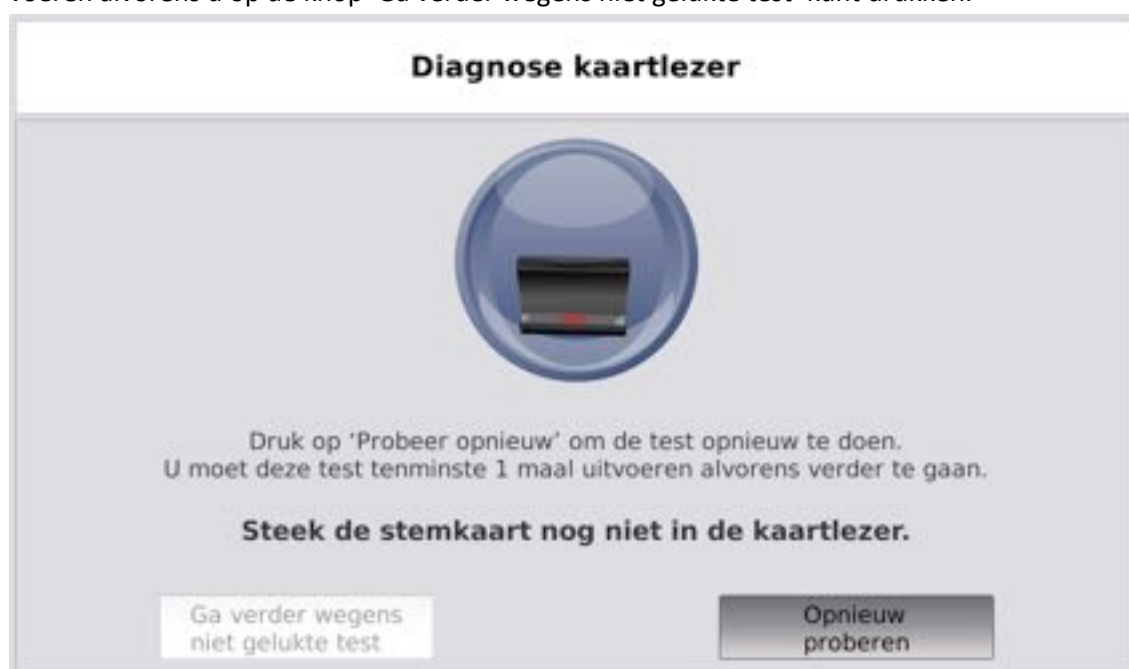 voeren alvorens u op de knop "Ga verder wegens niet gelukte test" kunt drukken.
Diagnose kaartlezer
Druk op ‘Probeer opnieuw’ om de test opnieuw te doen.
U moet deze test tenminste 1 maal uitvoeren alvorens verder te gaan.
Steek de stemkaart nog niet in de kaartlezer.
Ga verder wegens
niet gelukte test
Opnieuw
proberen